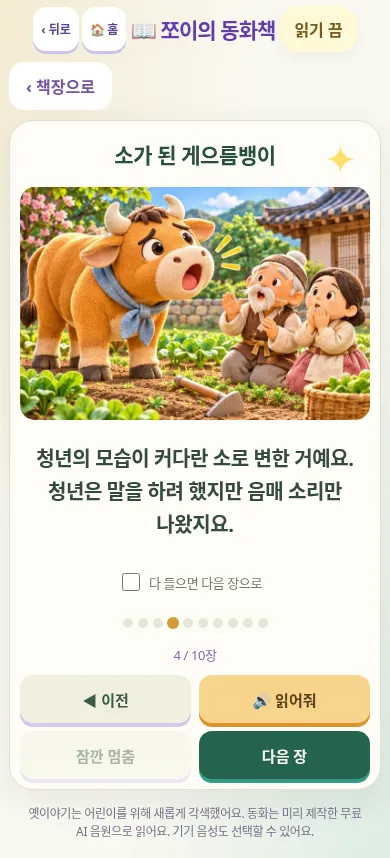 ‹ 뒤로
🏠 홈
📖 쪼이의 동화책
읽기 끔
‹ 책장으로
소가 된 게으름뱅이
청년의 모습이 커다란 소로 변한 거예요.
청년은 말을 하려 했지만 음매 소리만
나왔지요.
다 들으면 다음 장으로
4 / 10장
◀ 이전
🔊 읽어줘
잠깐 멈춤
다음 장
옛이야기는 어린이를 위해 새롭게 각색했어요. 동화는 미리 제작한 무료
AI 음원으로 읽어요. 기기 음성도 선택할 수 있어요.